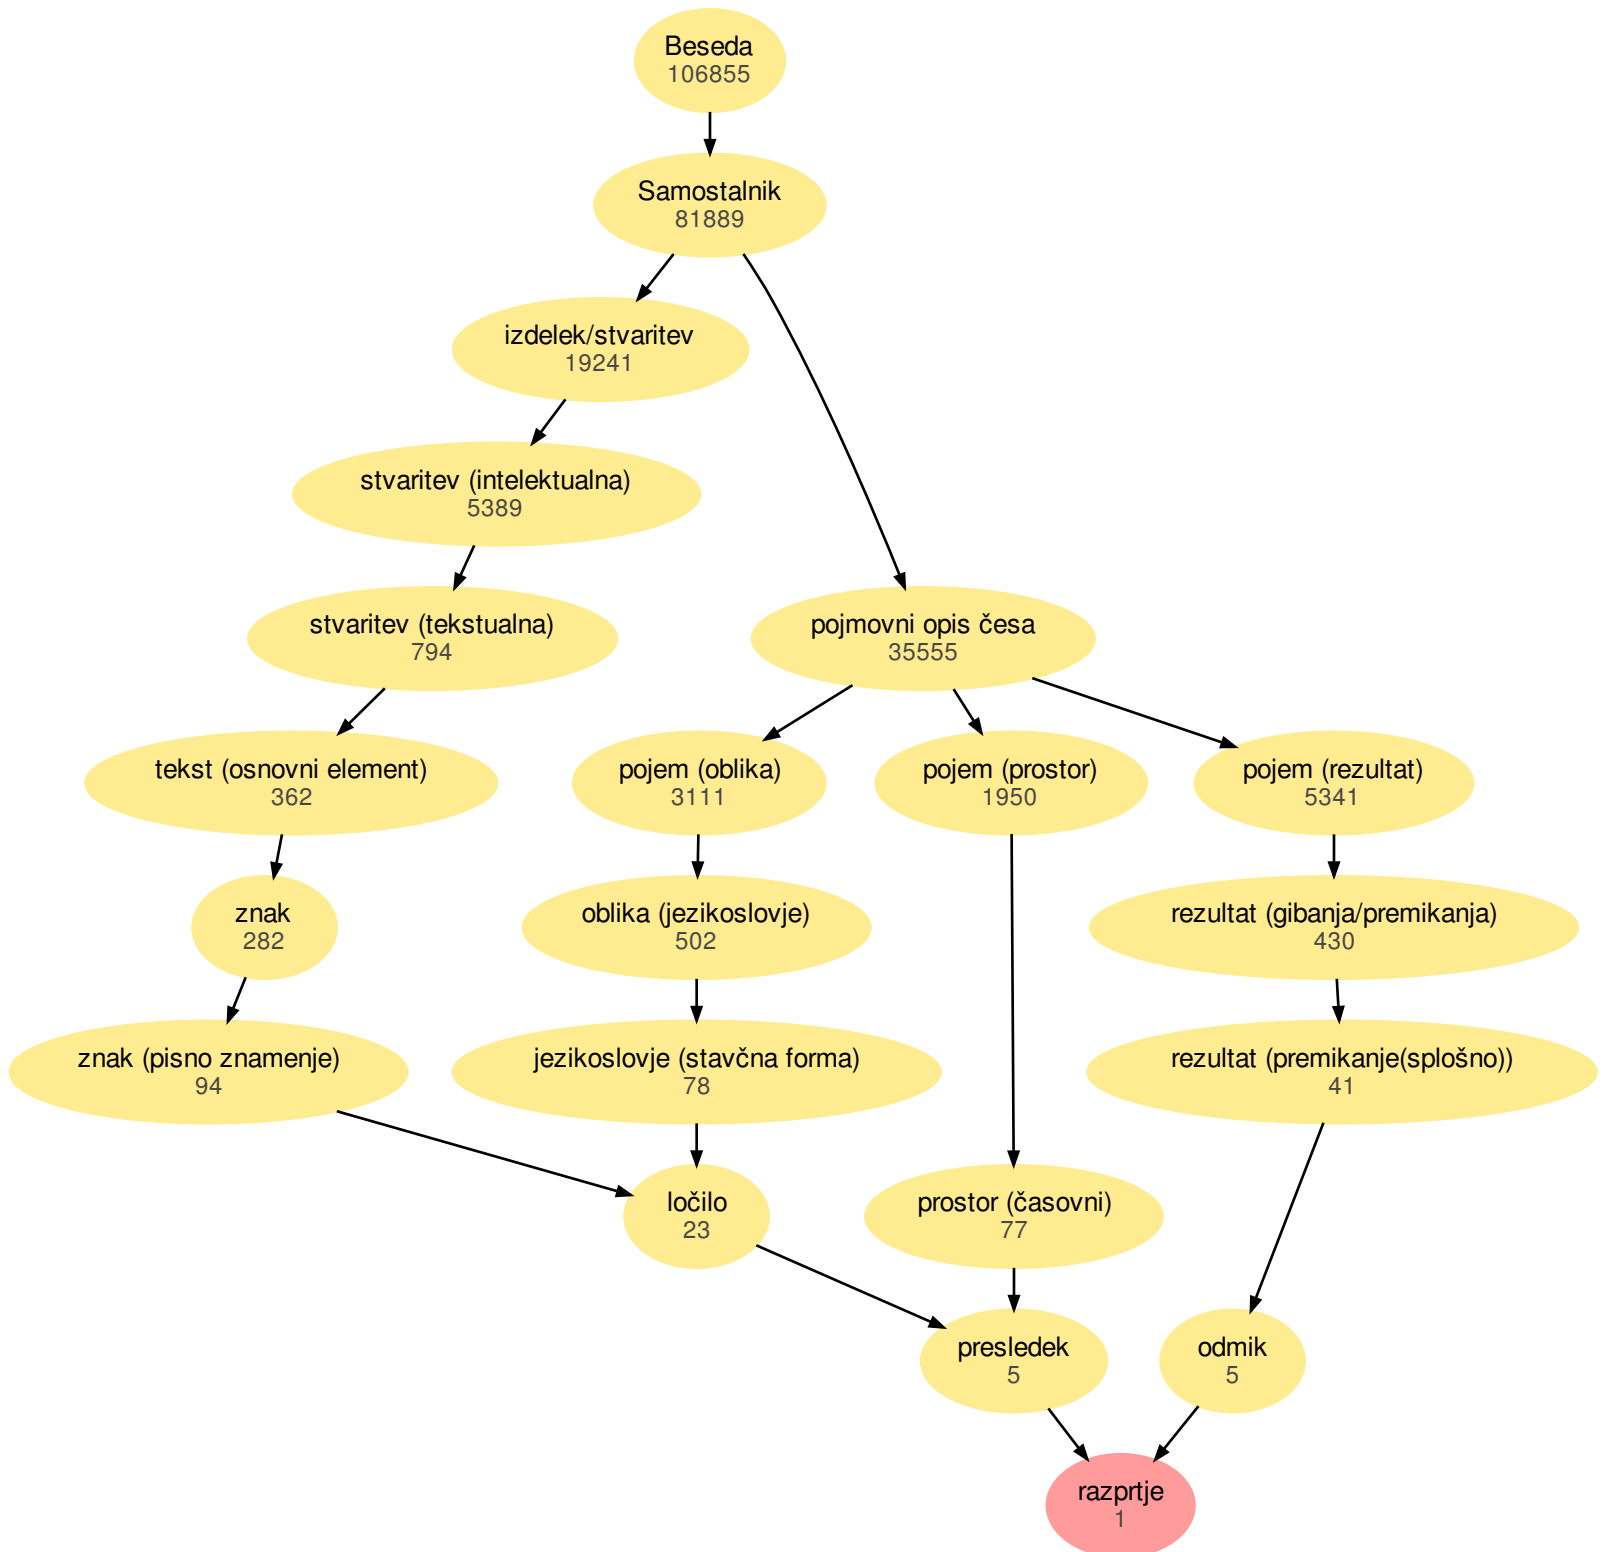 Beseda
106855
Samostalnik
81889
izdelek/stvaritev
19241
stvaritev (intelektualna)
5389
stvaritev (tekstualna)
794
pojmovni opis česa
35555
tekst (osnovni element)
362
pojem (oblika)
3111
pojem (prostor)
1950
pojem (rezultat)
5341
znak
282
oblika (jezikoslovje)
502
rezultat (gibanja/premikanja)
430
znak (pisno znamenje)
94
jezikoslovje (stavčna forma)
78
rezultat (premikanje(splošno))
41
ločilo
23
prostor (časovni)
77
presledek
5
odmik
5
razprtje
1